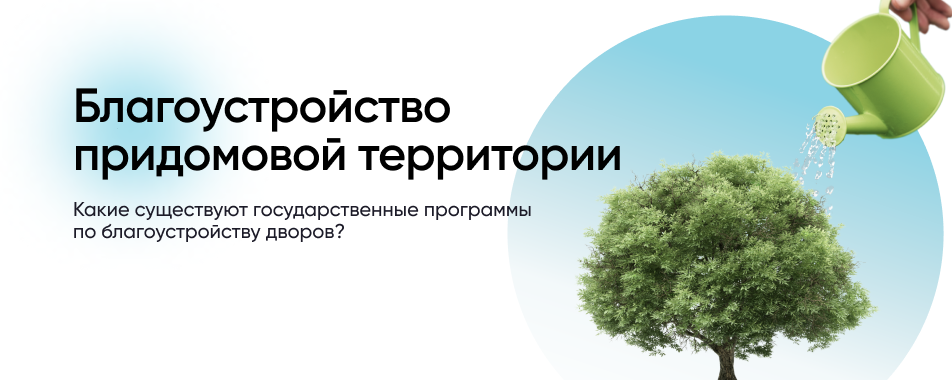 Благоустройство
придомовой территории
Какие существуют государственные программы
по благоустройству дворов?